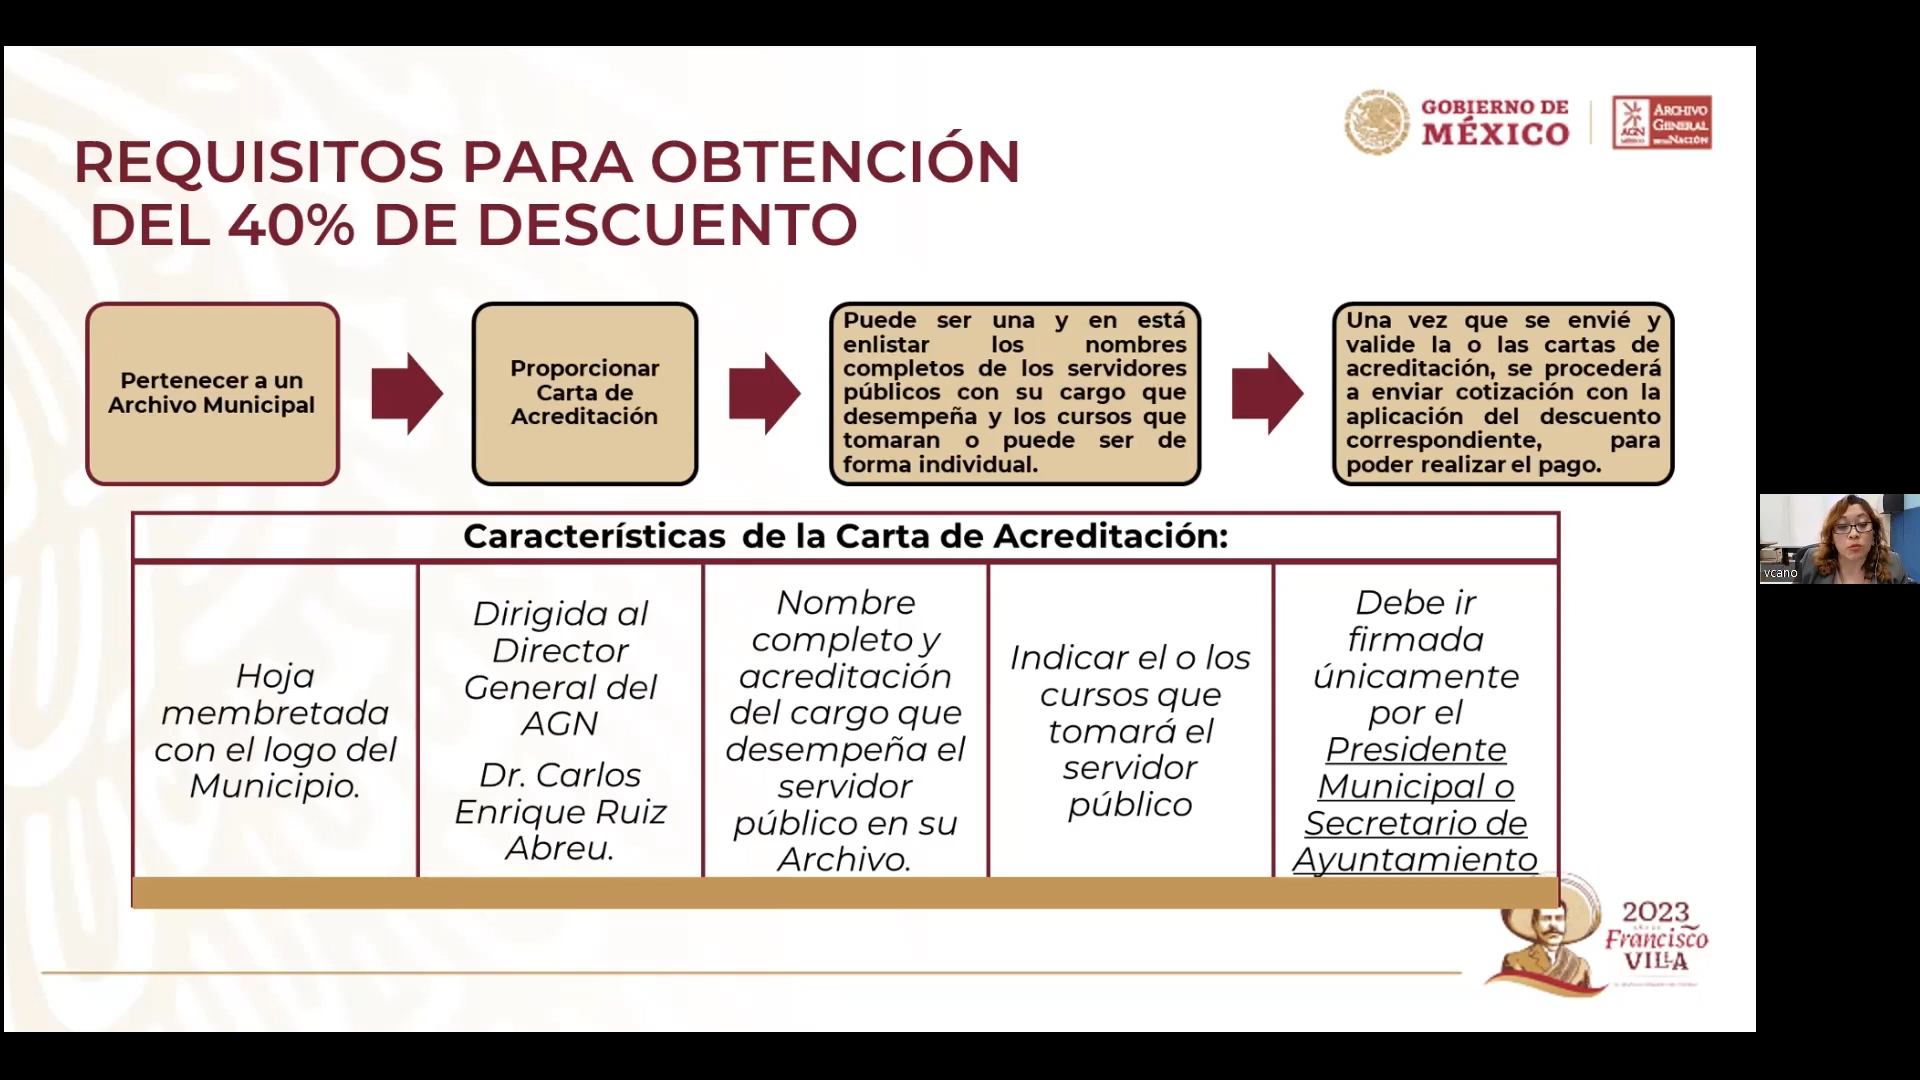 REQUISITOS PARA OBTENCIÓN
DEL 40% DE DESCUENTO
GOBIERNO DE
MÉXICO
AGN
MÉXICO
ARCHIVO
GENERAL
DE LA NACIÓN
Pertenecer a un
Archivo Municipal
Proporcionar
Carta de
Acreditación
Puede ser una y en está
enlistar los nombres
completos de los servidores
públicos con su cargo que
desempeña y los cursos que
tomaran o puede ser de
forma individual.
Una vez que se envié y
valide la o las cartas de
acreditación, se procederá
a enviar cotización con la
aplicación del descuento
correspondiente, para
poder realizar el pago.
Características de la Carta de Acreditación:
Hoja
membretada
con el logo del
Municipio.
Dirigida al
Director
General del
AGN
Dr. Carlos
Enrique Ruiz
Abreu.
Nombre
completo y
acreditación
del cargo que
desempeña el
servidor
público en su
Archivo.
Indicar el o los
cursos que
tomará el
servidor
público
Debe ir
firmada
únicamente
por el
Presidente
Municipal o
Secretario de
Ayuntamiento
vcano
2023
Francisco
VILLA